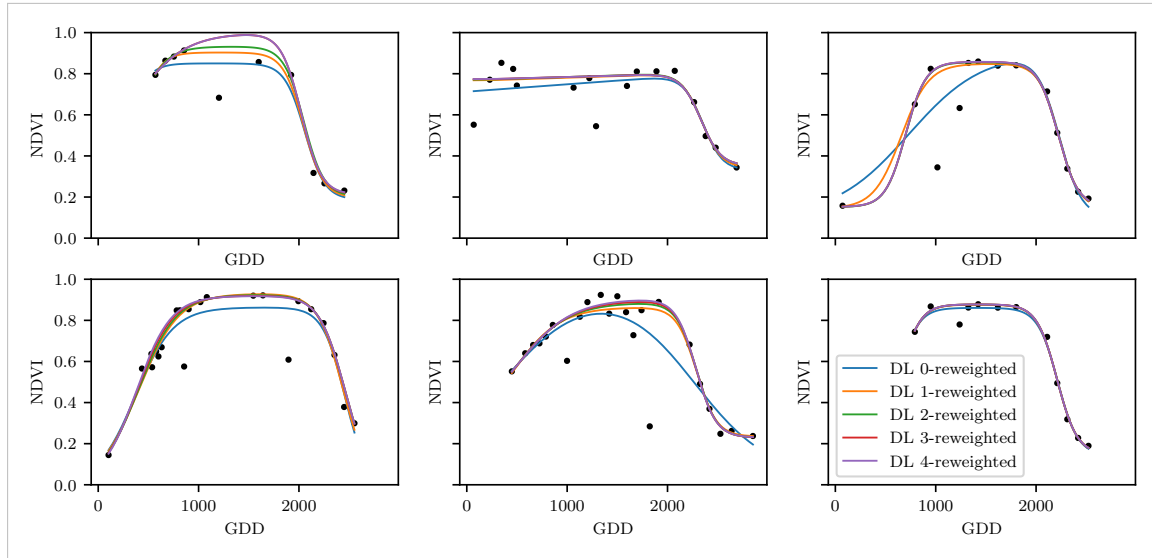 1.0
0.8
0.6
0.4
0.2
0.0
NDVI
GDD
NDVI
GDD
NDVI
GDD
1.0
0.8
0.6
0.4
0.2
0.0
NDVI
0 1000 2000
GDD
NDVI
0 1000 2000
GDD
NDVI
0 1000 2000
GDD
DL 0-reweighted
DL 1-reweighted
DL 2-reweighted
DL 3-reweighted
DL 4-reweighted